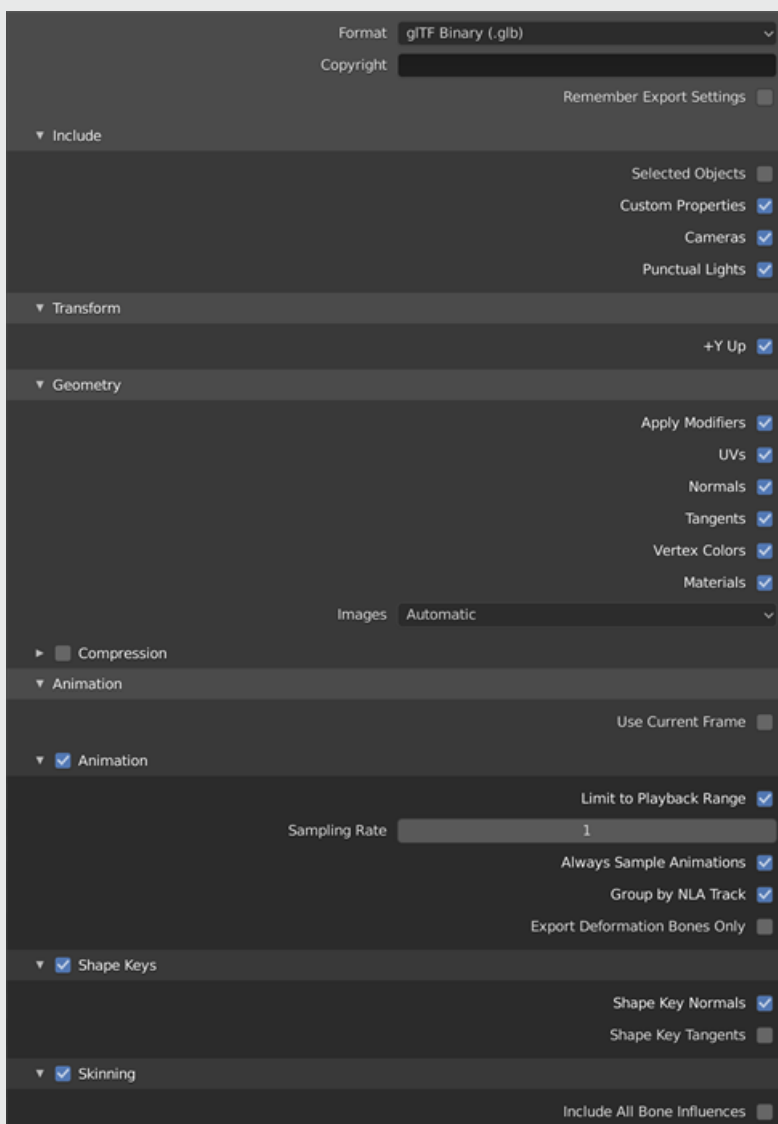 Format glTF Binary (.glb)
Copyright
Remember Export Settings
Include
Selected Objects
Custom Properties
Cameras
Punctual Lights
Transform
+Y Up
Geometry
Apply Modifiers
UVs
Normals
Tangents
Vertex Colors
Materials
Images Automatic
Compression
Animation
Use Current Frame
Animation
Limit to Playback Range
Sampling Rate 1
Always Sample Animations
Group by NLA Track
Export Deformation Bones Only
Shape Keys
Shape Key Normals
Shape Key Tangents
Skinning
Include All Bone Influences